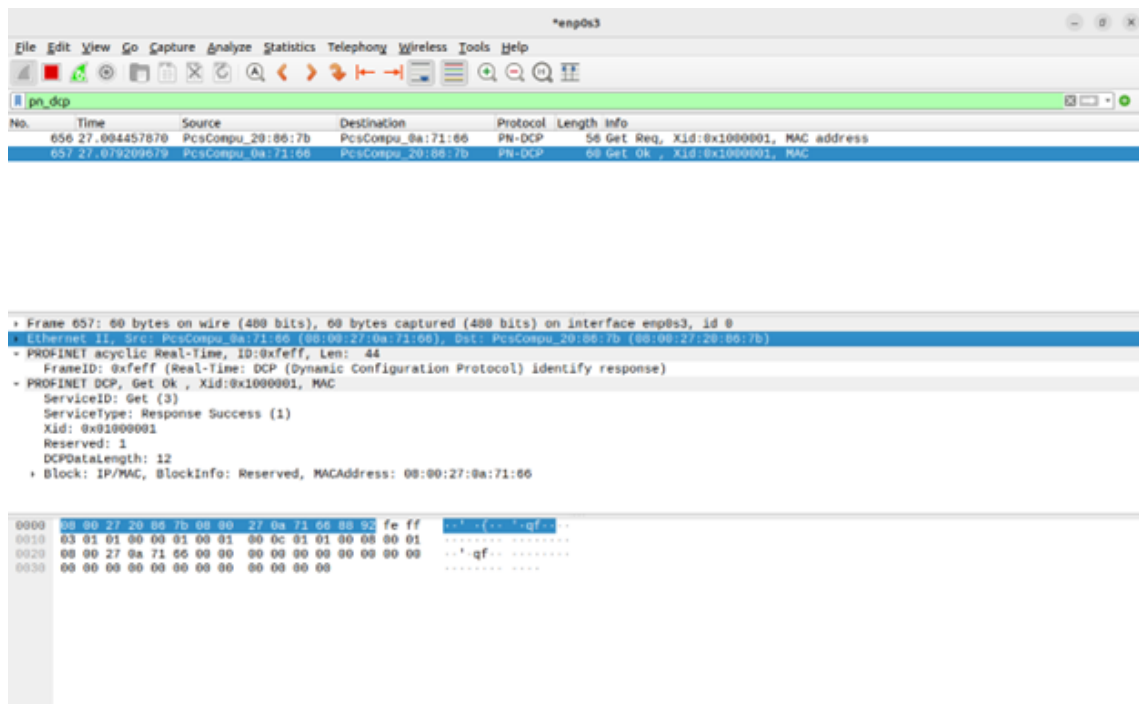 *enp0s3
File Edit View Go Capture Analyze Statistics Telephony Wireless Tools Help
pn_dcp
No. Time Source Destination Protocol Length Info
656 27.004457870 PcsCompu_20:86:7b PcsCompu_0a:71:66 PN-DCP 56 Get Req, Xid:0x1000001, MAC address
657 27.079209679 PcsCompu_0a:71:66 PcsCompu_20:86:7b PN-DCP 60 Get Ok , Xid:0x1000001, MAC
Frame 657: 60 bytes on wire (480 bits), 60 bytes captured (480 bits) on interface enp0s3, id 0
Ethernet II, Src: PcsCompu_0a:71:66 (08:00:27:0a:71:66), Dst: PcsCompu_20:86:7b (08:00:27:20:86:7b)
PROFINET acyclic Real-Time, ID:0xfeff, Len: 44
FrameID: 0xfeff (Real-Time: DCP (Dynamic Configuration Protocol) identify response)
PROFINET DCP, Get Ok , Xid:0x1000001, MAC
ServiceID: Get (3)
ServiceType: Response Success (1)
Xid: 0x01000001
Reserved: 1
DCPDataLength: 12
Block: IP/MAC, BlockInfo: Reserved, MACAddress: 08:00:27:0a:71:66
0000 08 00 27 20 86 7b 08 00 27 0a 71 66 88 92 fe ff ··' ·{·· '·qf····
0010 03 01 01 00 00 01 00 01 00 0c 01 01 00 08 00 01 ········ ········
0020 08 00 27 0a 71 66 00 00 00 00 00 00 00 00 00 00 ··'·qf·· ········
0030 00 00 00 00 00 00 00 00 00 00 00 00 ········ ····